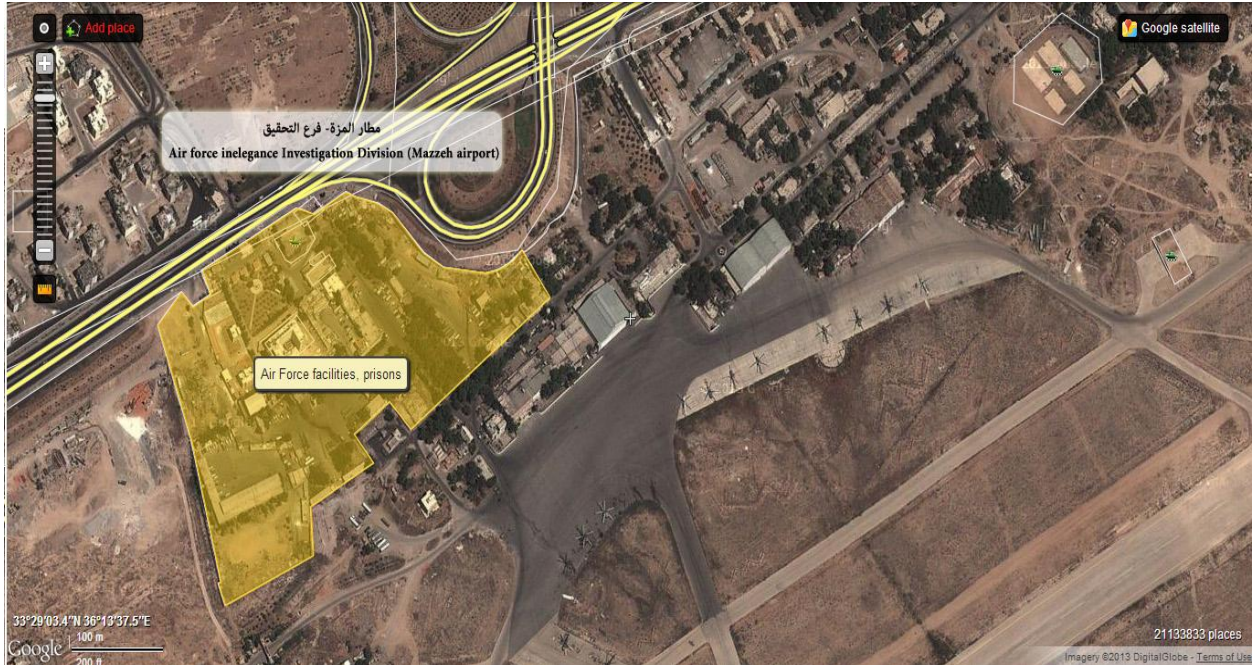 Add place
Google satellite
مطار المزة- فرع التحقيق
Air force inelegance Investigation Division (Mazzeh airport)
Air Force facilities, prisons
33°29'03.4"N 36°13'37.5"E
Google
100 m
200 ft
21133833 places
Imagery ©2013 DigitalGlobe - Terms of Use